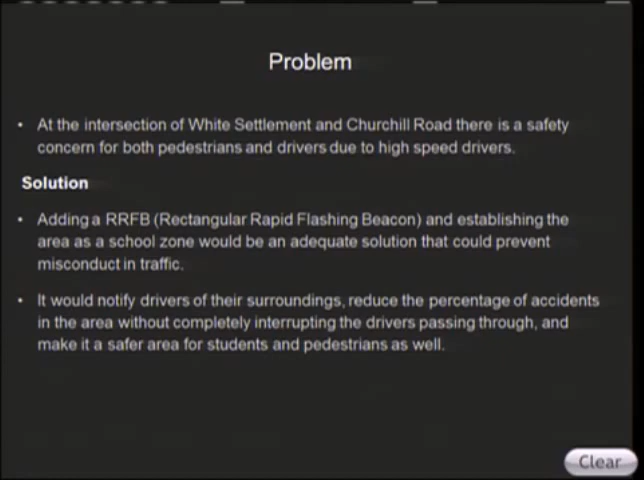 Problem
• At the intersection of White Settlement and Churchill Road there is a safety
concern for both pedestrians and drivers due to high speed drivers.
Solution
• Adding a RRFB (Rectangular Rapid Flashing Beacon) and establishing the
area as a school zone would be an adequate solution that could prevent
misconduct in traffic.
• It would notify drivers of their surroundings, reduce the percentage of accidents
in the area without completely interrupting the drivers passing through, and
make it a safer area for students and pedestrians as well.
Clear